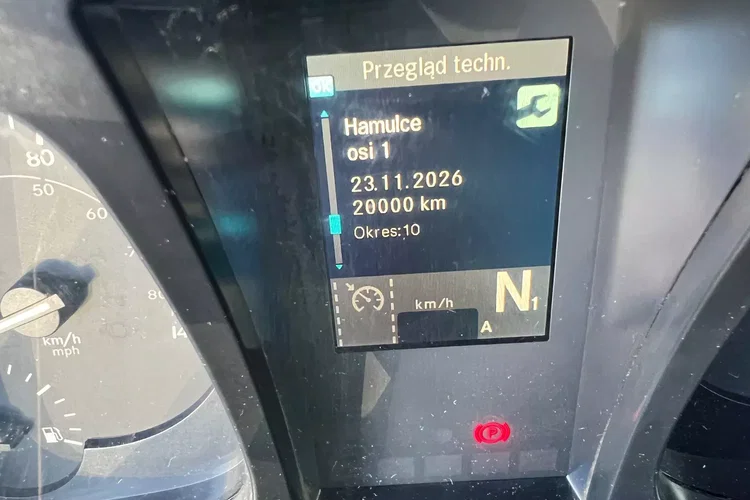 Przegląd techn.
OK
Hamulce
osi 1
23.11.2026
20000 km
Okres:10
km/h
N1
A
80
50
60
80
km/h
mph
P